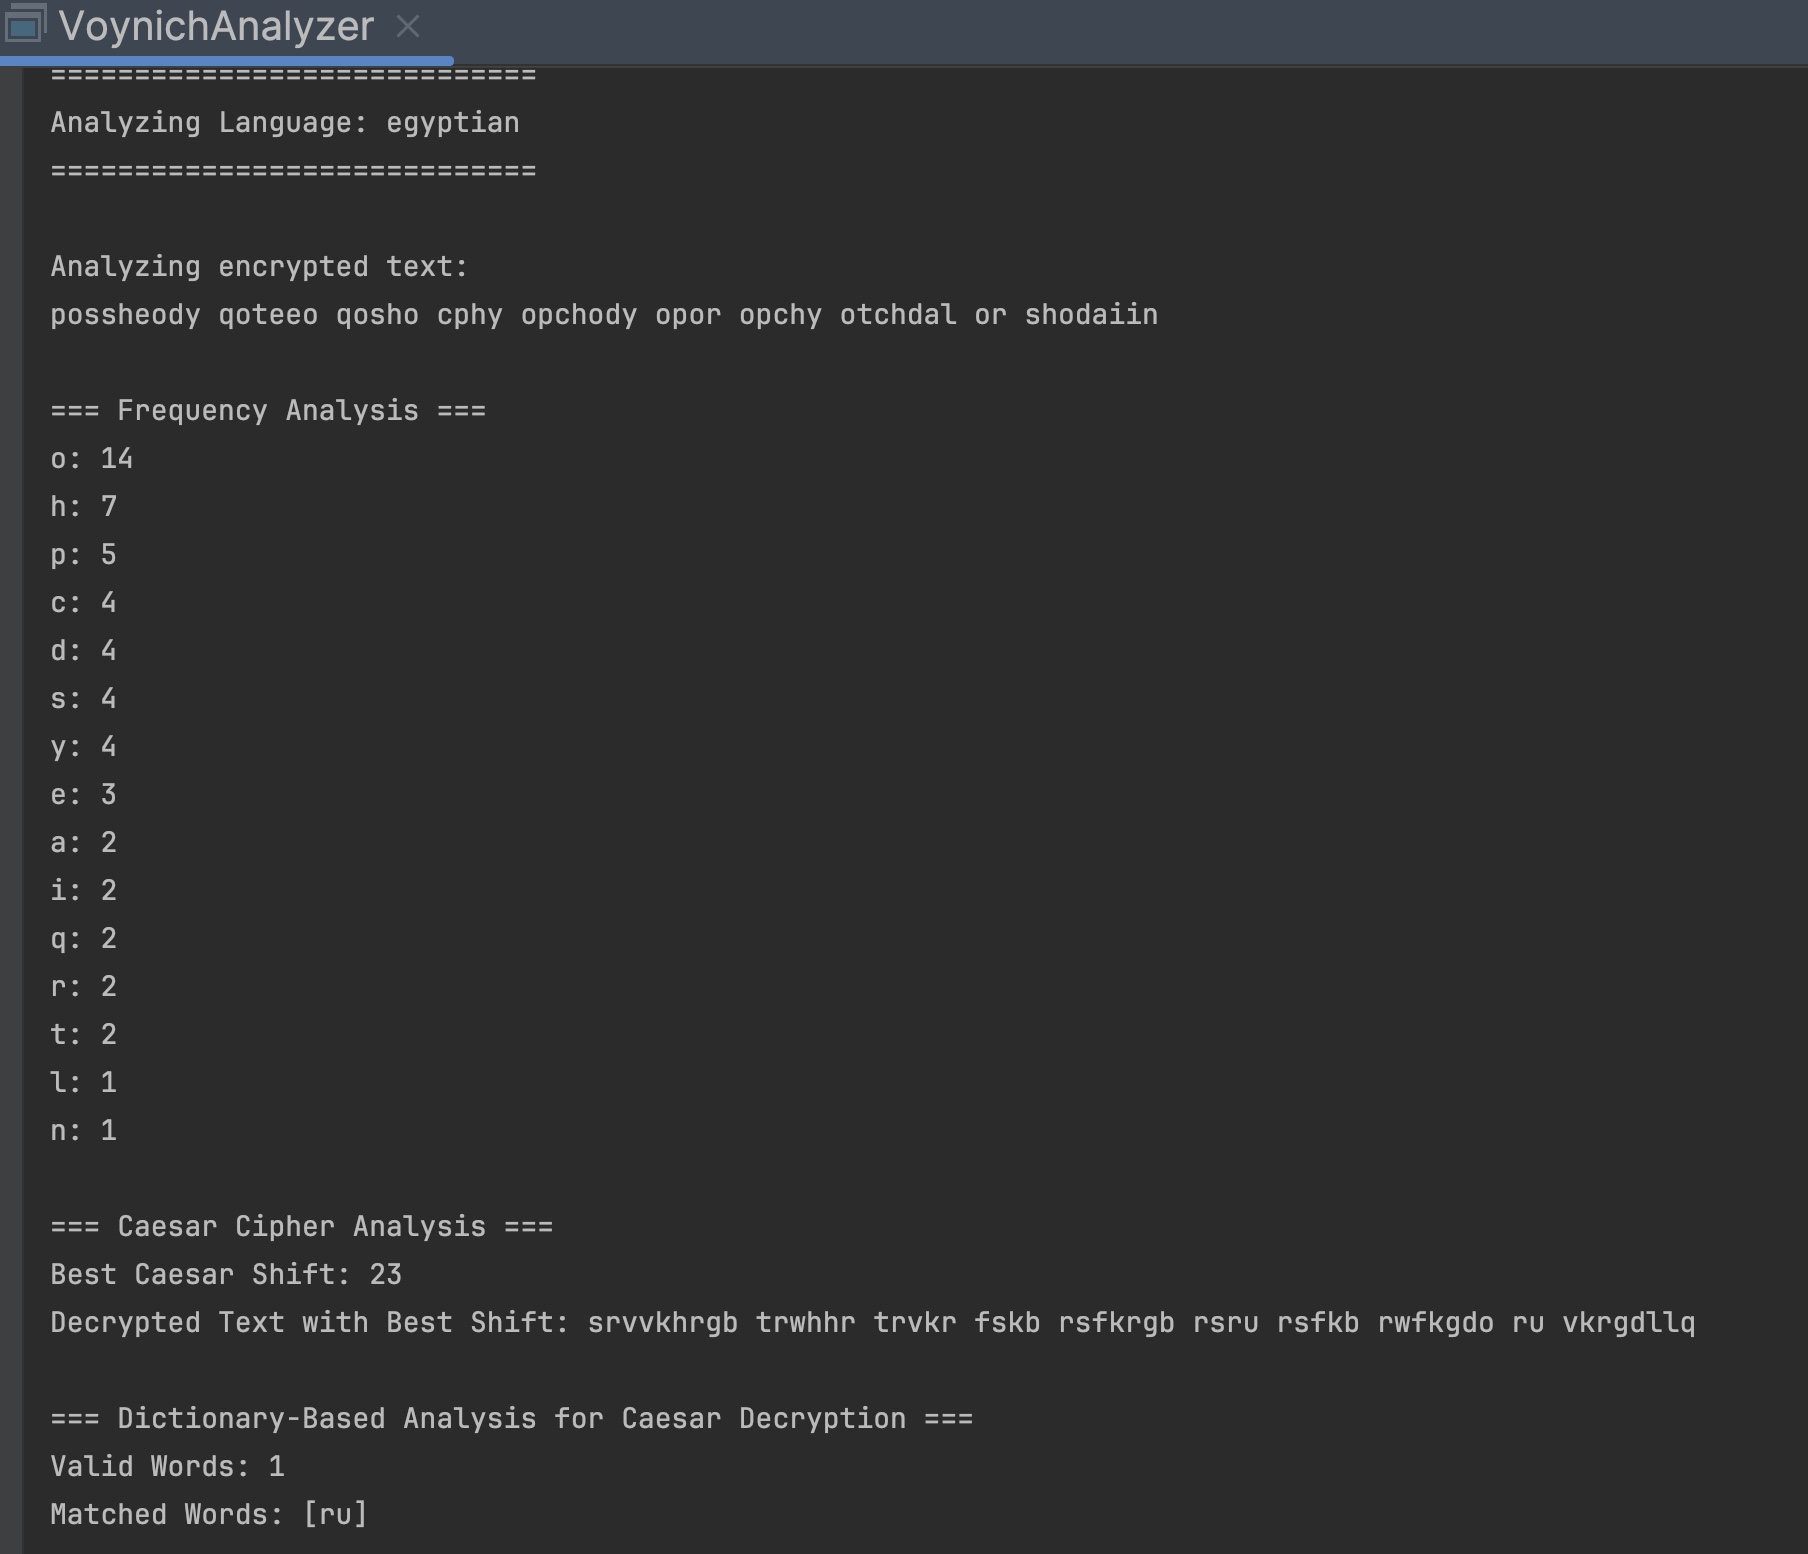 VoynichAnalyzer
=============================
Analyzing Language: egyptian
=============================
Analyzing encrypted text:
possheody qoteeo qosho cphy opchody opor opchy otchdal or shodaiin
=== Frequency Analysis ===
o: 14
h: 7
p: 5
c: 4
d: 4
s: 4
y: 4
e: 3
a: 2
i: 2
q: 2
r: 2
t: 2
l: 1
n: 1
=== Caesar Cipher Analysis ===
Best Caesar Shift: 23
Decrypted Text with Best Shift: srvvkhrgb trwhhr trvkr fskb rsfkrgb rsru rsfkb rwfkgdo ru vkrgdllq
=== Dictionary-Based Analysis for Caesar Decryption ===
Valid Words: 1
Matched Words: [ru]